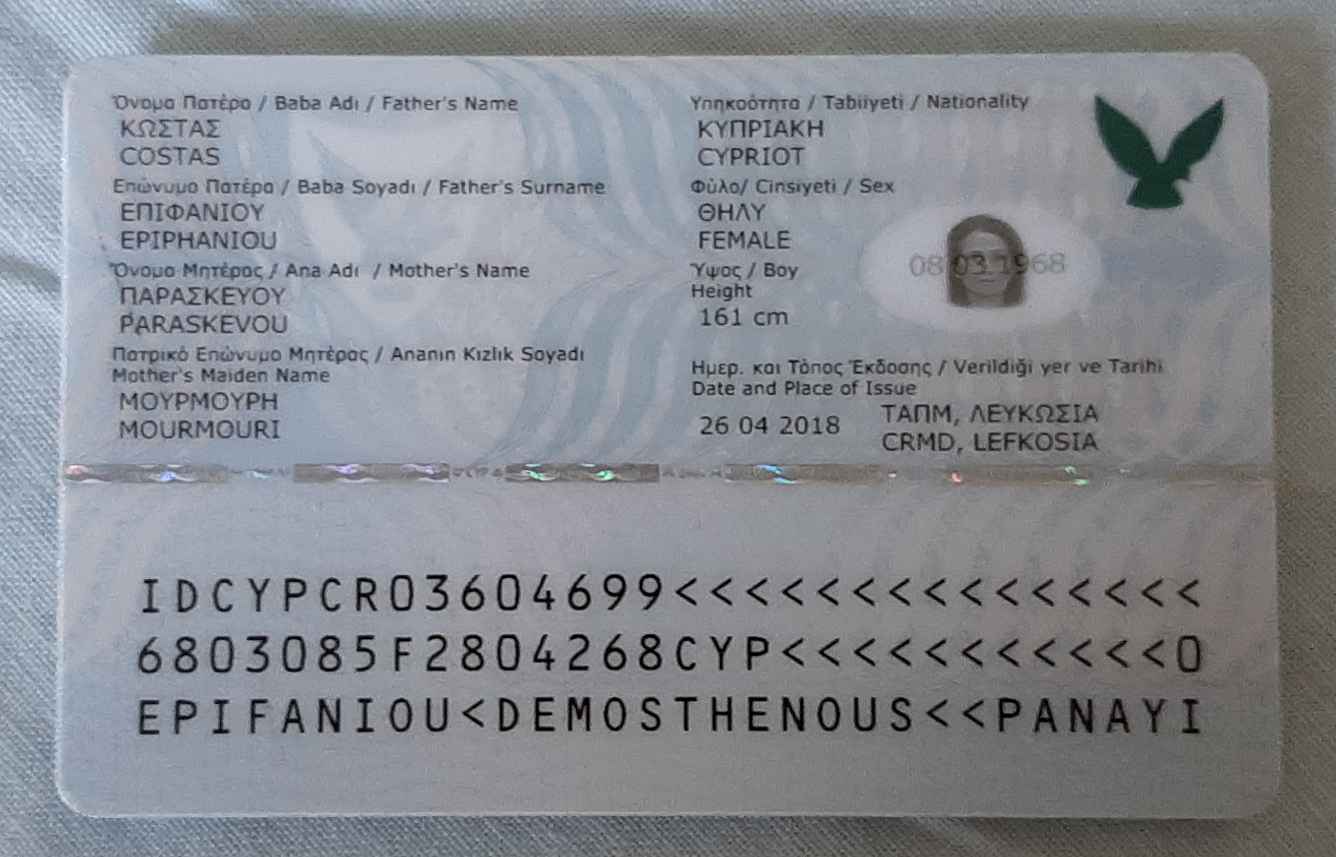 Όνομα Πατέρα / Baba Adı / Father's Name
ΚΩΣΤΑΣ
COSTAS
Επώνυμο Πατέρα / Baba Soyadı / Father's Surname
ΕΠΙΦΑΝΙΟΥ
EPIPHANIOU
Όνομα Μητέρας / Ana Adı / Mother's Name
ΠΑΡΑΣΚΕΥΟΥ
PARASKEVOU
Πατρικό Επώνυμο Μητέρας / Ananın Kızlık Soyadı
Mother's Maiden Name
ΜΟΥΡΜΟΥΡΗ
MOURMOURI
Υπηκοότητα / Tabiiyeti / Nationality
ΚΥΠΡΙΑΚΗ
CYPRIOT
Φύλο/ Cinsiyeti / Sex
ΘΗΛΥ
FEMALE
Ύψος / Boy
Height
161 cm
08 03 1968
Ημερ. και Τόπος Έκδοσης / Verildiği yer ve Tarihi
Date and Place of Issue
26 04 2018
ΤΑΠΜ, ΛΕΥΚΩΣΙΑ
CRMD, LEFKOSIA
IDCYPCR03604699<<<<<<<<<<<<<<<
6803085F2804268CYP<<<<<<<<<<<0
EPIFANIOU<DEMOSTHENOUS<<PANAYI